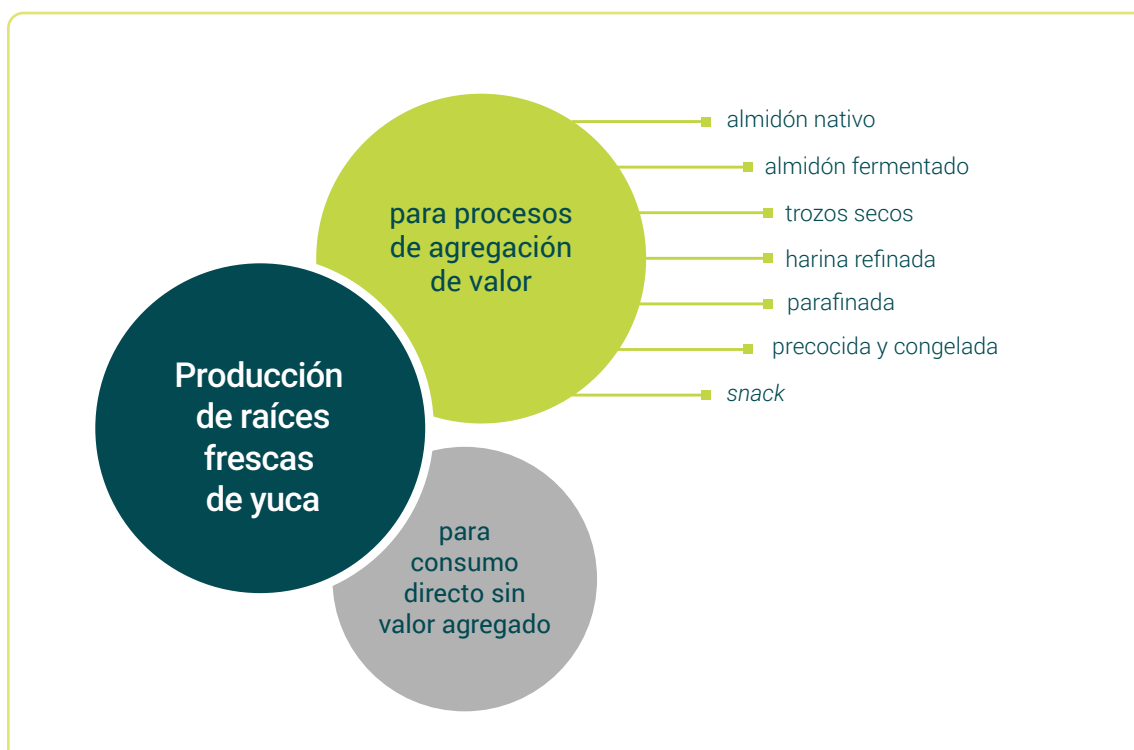 Producción
de raíces
frescas
de yuca
para procesos
de agregación
de valor
almidón nativo
almidón fermentado
trozos secos
harina refinada
parafinada
precocida y congelada
snack
para
consumo
directo sin
valor agregado